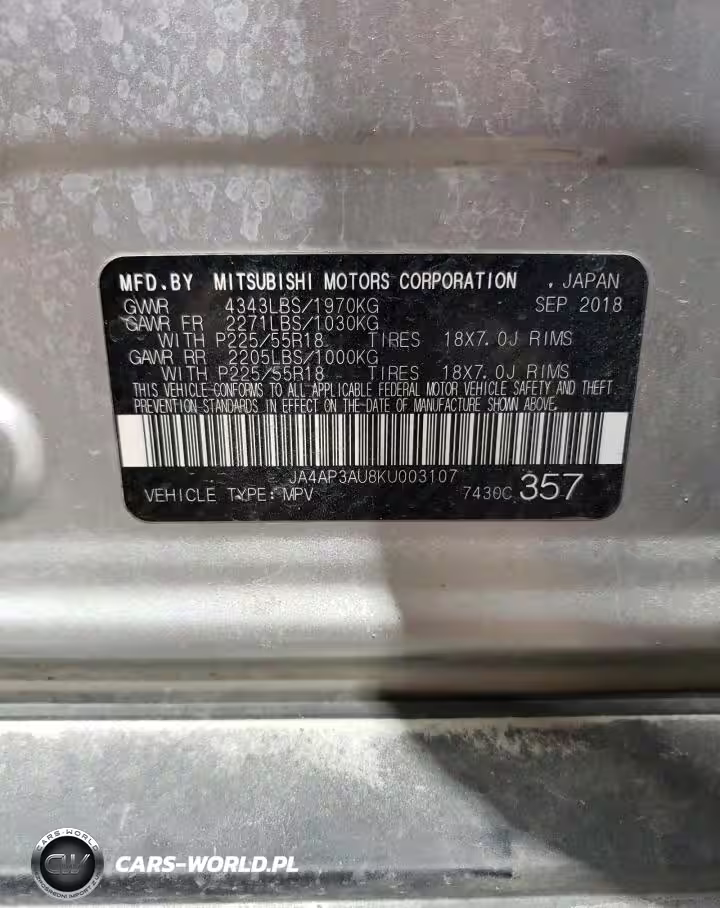 MFD.BY MITSUBISHI MOTORS CORPORATION , JAPAN
GVWR 4343LBS/1970KG SEP 2018
GAWR FR 2271LBS/1030KG
WITH P225/55R18 TIRES 18X7.0J RIMS
GAWR RR 2205LBS/1000KG
WITH P225/55R18 TIRES 18X7.0J RIMS
THIS VEHICLE CONFORMS TO ALL APPLICABLE FEDERAL MOTOR VEHICLE SAFETY AND THEFT
PREVENTION STANDARDS IN EFFECT ON THE DATE OF MANUFACTURE SHOWN ABOVE.
JA4AP3AU8KU003107
VEHICLE TYPE: MPV 7430C 357
CARS-WORLD
CW
CARS-WORLD.PL